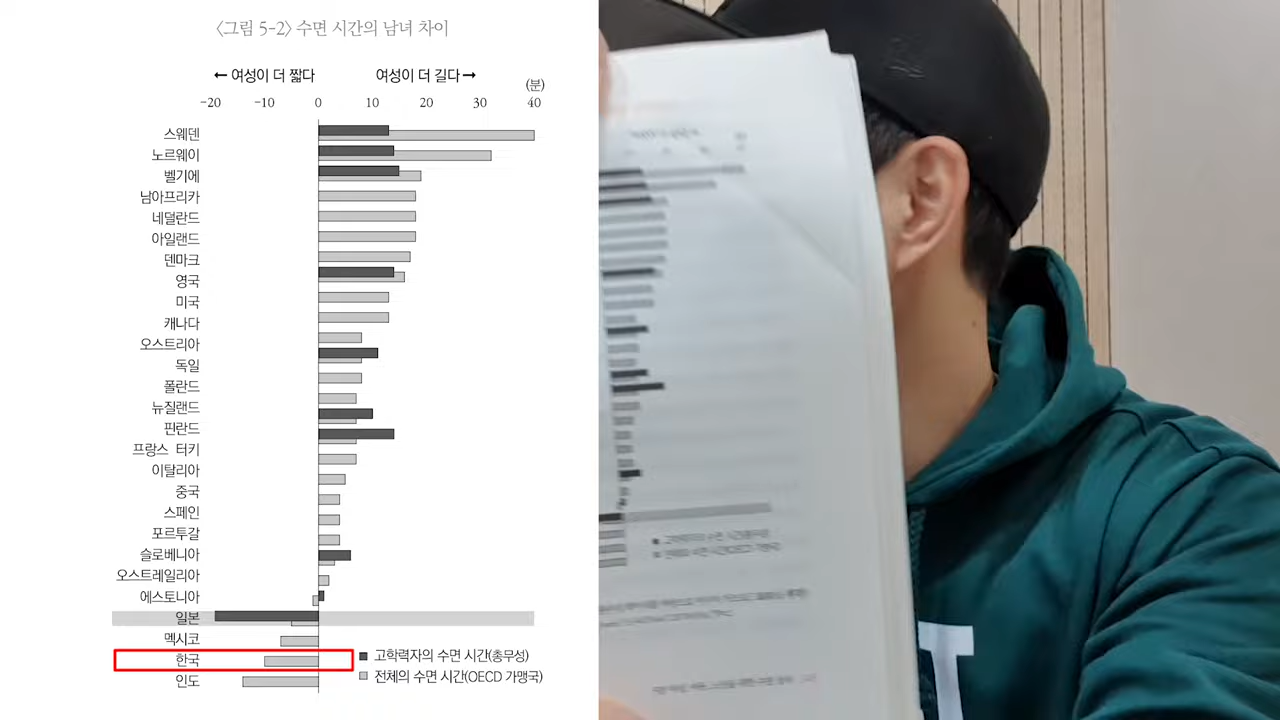 〈그림 5-2〉 수면 시간의 남녀 차이
← 여성이 더 짧다 여성이 더 길다 →
(분)
-20 -10 0 10 20 30 40
스웨덴
노르웨이
벨기에
남아프리카
네덜란드
아일랜드
덴마크
영국
미국
캐나다
오스트리아
독일
폴란드
뉴질랜드
핀란드
프랑스 터키
이탈리아
중국
스페인
포르투갈
슬로베니아
오스트레일리아
에스토니아
일본
멕시코
한국
인도
고학력자의 수면 시간(총무성)
전체의 수면 시간(OECD 가맹국)
T